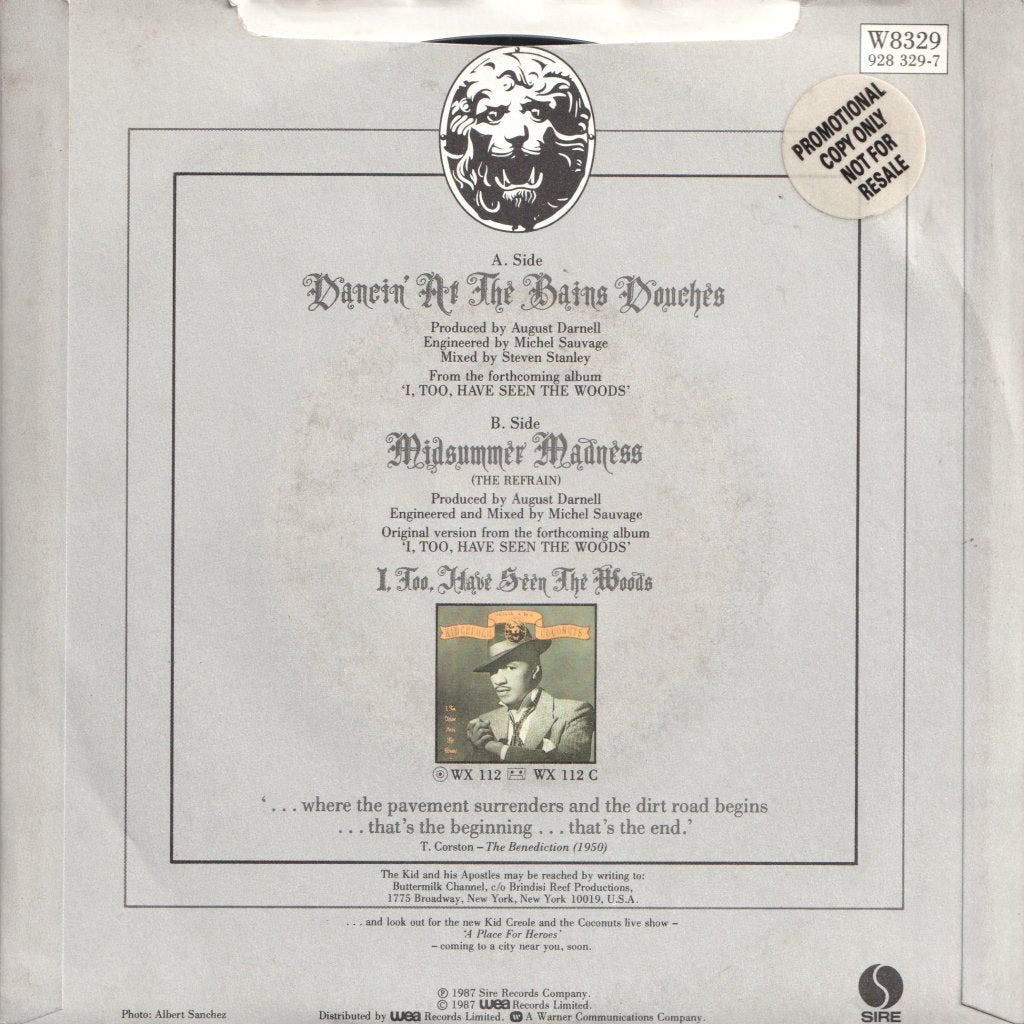 W8329
928 329-7
PROMOTIONAL
COPY ONLY
NOT FOR
RESALE
A. Side
Dancin' At The Bains Douchès
Produced by August Darnell
Engineered by Michel Sauvage
Mixed by Steven Stanley
From the forthcoming album
'I, TOO, HAVE SEEN THE WOODS'
B. Side
Midsummer Madness
(THE REFRAIN)
Produced by August Darnell
Engineered and Mixed by Michel Sauvage
Original version from the forthcoming album
'I, TOO, HAVE SEEN THE WOODS'
I, Too, Have Seen The Woods
KID CREOLE COCONUTS
WX 112 WX 112 C
'. . . where the pavement surrenders and the dirt road begins
. . . that's the beginning . . . that's the end.'
T. Corston – The Benediction (1950)
The Kid and his Apostles may be reached by writing to:
Buttermilk Channel, c/o Brindisi Reef Productions,
1775 Broadway, New York, New York 10019, U.S.A.
. . . and look out for the new Kid Creole and the Coconuts live show –
'A Place For Heroes'
– coming to a city near you, soon.
℗ 1987 Sire Records Company.
© 1987 wea Records Limited.
Photo: Albert Sanchez
Distributed by wea Records Limited. A Warner Communications Company.
SIRE